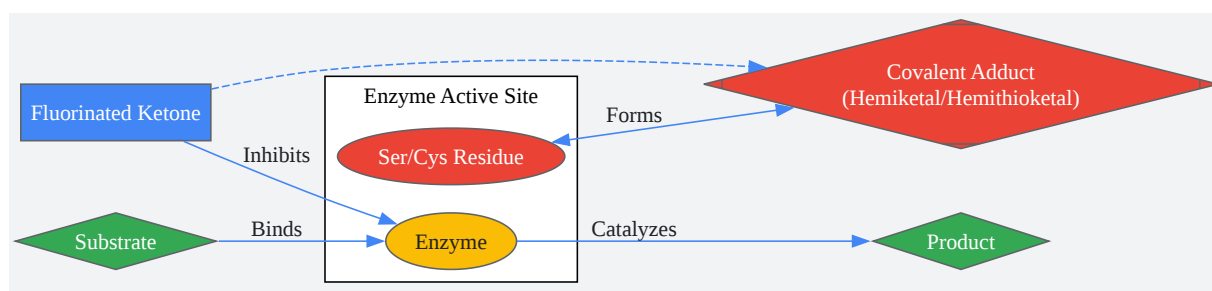 Covalent Adduct
(Hemiketal/Hemithioketal)
Enzyme Active Site
Fluorinated Ketone
Forms
Inhibits
Ser/Cys Residue
Substrate
Binds
Enzyme
Catalyzes
Product